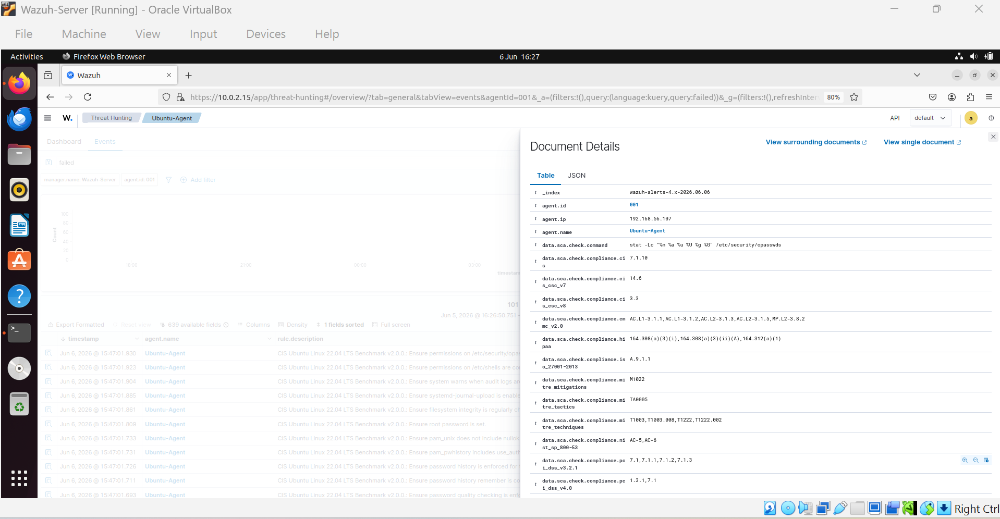 Wazuh-Server [Running] - Oracle VirtualBox
File Machine View Input Devices Help
Activities Firefox Web Browser 6 Jun 16:27
Wazuh
https://10.0.2.15/app/threat-hunting#/overview/?tab=general&tabView=events&agentId=001&_a=(filters:!(),query:(language:kuery,query:failed))&_g=(filters:!(),refreshInter 80%
W. Threat Hunting Ubuntu-Agent API default a
Dashboard Events
failed
manager.name: Wazuh-Server agent.id: 001 Add filter
Count
100
80
60
40
20
0
18:00 21:00 00:00 03:00
timestam
101
Jun 5, 2026 @ 16:26:50.751 -
Export Formatted Reset view 639 available fields Columns Density 1 fields sorted Full screen
timestamp agent.name rule.description
Jun 6, 2026 @ 15:47:01.930 Ubuntu-Agent CIS Ubuntu Linux 22.04 LTS Benchmark v2.0.0.: Ensure permissions on /etc/security/opa
Jun 6, 2026 @ 15:47:01.923 Ubuntu-Agent CIS Ubuntu Linux 22.04 LTS Benchmark v2.0.0.: Ensure permissions on /etc/shells are co
Jun 6, 2026 @ 15:47:01.904 Ubuntu-Agent CIS Ubuntu Linux 22.04 LTS Benchmark v2.0.0.: Ensure system warns when audit logs ar
Jun 6, 2026 @ 15:47:01.885 Ubuntu-Agent CIS Ubuntu Linux 22.04 LTS Benchmark v2.0.0.: Ensure systemd-journal-upload is enable
Jun 6, 2026 @ 15:47:01.861 Ubuntu-Agent CIS Ubuntu Linux 22.04 LTS Benchmark v2.0.0.: Ensure filesystem integrity is regularly ch
Jun 6, 2026 @ 15:47:01.809 Ubuntu-Agent CIS Ubuntu Linux 22.04 LTS Benchmark v2.0.0.: Ensure root password is set.
Jun 6, 2026 @ 15:47:01.733 Ubuntu-Agent CIS Ubuntu Linux 22.04 LTS Benchmark v2.0.0.: Ensure pam_unix does not include nullok
Jun 6, 2026 @ 15:47:01.731 Ubuntu-Agent CIS Ubuntu Linux 22.04 LTS Benchmark v2.0.0.: Ensure pam_pwhistory includes use_aut
Jun 6, 2026 @ 15:47:01.726 Ubuntu-Agent CIS Ubuntu Linux 22.04 LTS Benchmark v2.0.0.: Ensure password history is enforced for
Jun 6, 2026 @ 15:47:01.711 Ubuntu-Agent CIS Ubuntu Linux 22.04 LTS Benchmark v2.0.0.: Ensure password history remember is co
Jun 6, 2026 @ 15:47:01.693 Ubuntu-Agent CIS Ubuntu Linux 22.04 LTS Benchmark v2.0.0.: Ensure password quality checking is enfo
Document Details View surrounding documents View single document
Table JSON
t _index wazuh-alerts-4.x-2026.06.06
t agent.id 001
t agent.ip 192.168.56.107
t agent.name Ubuntu-Agent
t data.sca.check.command stat -Lc "%n %a %u %U %g %G" /etc/security/opasswds
t data.sca.check.compliance.ci 7.1.10
s
t data.sca.check.compliance.ci 14.6
s_csc_v7
t data.sca.check.compliance.ci 3.3
s_csc_v8
t data.sca.check.compliance.cm AC.L1-3.1.1,AC.L1-3.1.2,AC.L2-3.1.3,AC.L2-3.1.5,MP.L2-3.8.2
mc_v2.0
t data.sca.check.compliance.hi 164.308(a)(3)(i),164.308(a)(3)(ii)(A),164.312(a)(1)
paa
t data.sca.check.compliance.is A.9.1.1
o_27001-2013
t data.sca.check.compliance.mi M1022
tre_mitigations
t data.sca.check.compliance.mi TA0005
tre_tactics
t data.sca.check.compliance.mi T1003,T1003.008,T1222,T1222.002
tre_techniques
t data.sca.check.compliance.ni AC-5,AC-6
st_sp_800-53
t data.sca.check.compliance.pc 7.1,7.1.1,7.1.2,7.1.3
i_dss_v3.2.1
t data.sca.check.compliance.pc 1.3.1,7.1
i_dss_v4.0
Right Ctrl